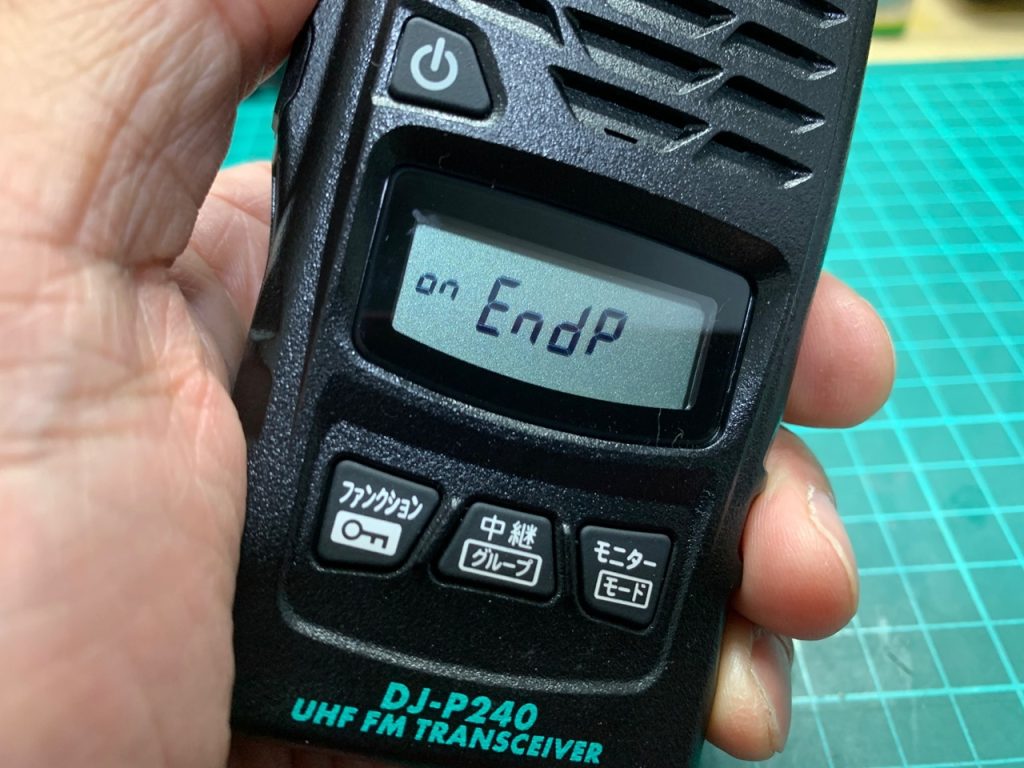 on EndP
ファンクション
中継
グループ
モニター
モード
DJ-P240
UHF FM TRANSCEIVER